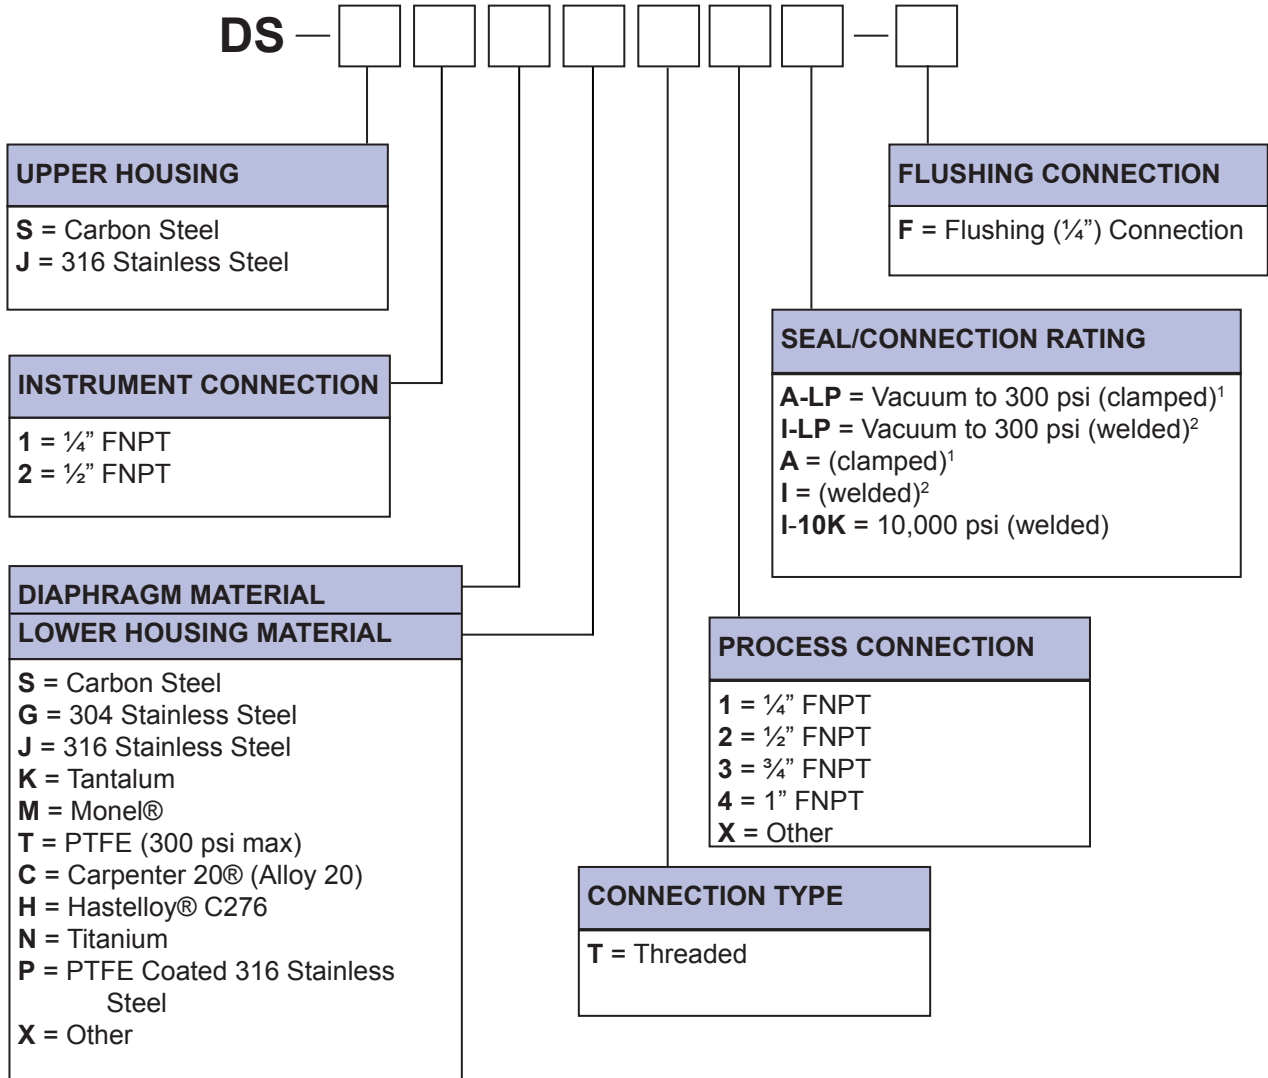 DS
UPPER HOUSING
S = Carbon Steel
J = 316 Stainless Steel
FLUSHING CONNECTION
F = Flushing (¼”) Connection
INSTRUMENT CONNECTION
1 = ¼” FNPT
2 = ½” FNPT
SEAL/CONNECTION RATING
A-LP = Vacuum to 300 psi (clamped)¹
I-LP = Vacuum to 300 psi (welded)²
A = (clamped)¹
I = (welded)²
I-10K = 10,000 psi (welded)
DIAPHRAGM MATERIAL
LOWER HOUSING MATERIAL
S = Carbon Steel
G = 304 Stainless Steel
J = 316 Stainless Steel
K = Tantalum
M = Monel®
T = PTFE (300 psi max)
C = Carpenter 20® (Alloy 20)
H = Hastelloy® C276
N = Titanium
P = PTFE Coated 316 Stainless
Steel
X = Other
PROCESS CONNECTION
1 = ¼” FNPT
2 = ½” FNPT
3 = ¾” FNPT
4 = 1” FNPT
X = Other
CONNECTION TYPE
T = Threaded